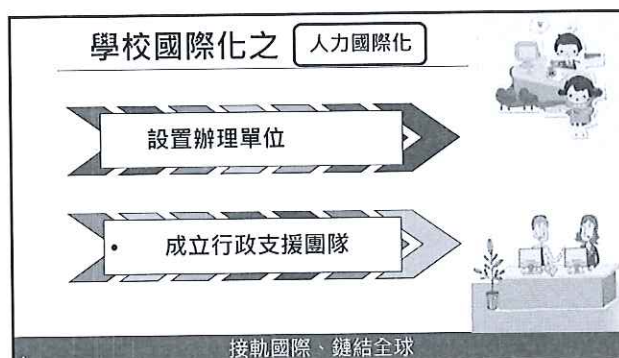 學校國際化之 人力國際化
設置辦理單位
• 成立行政支援團隊
接軌國際、鏈結全球